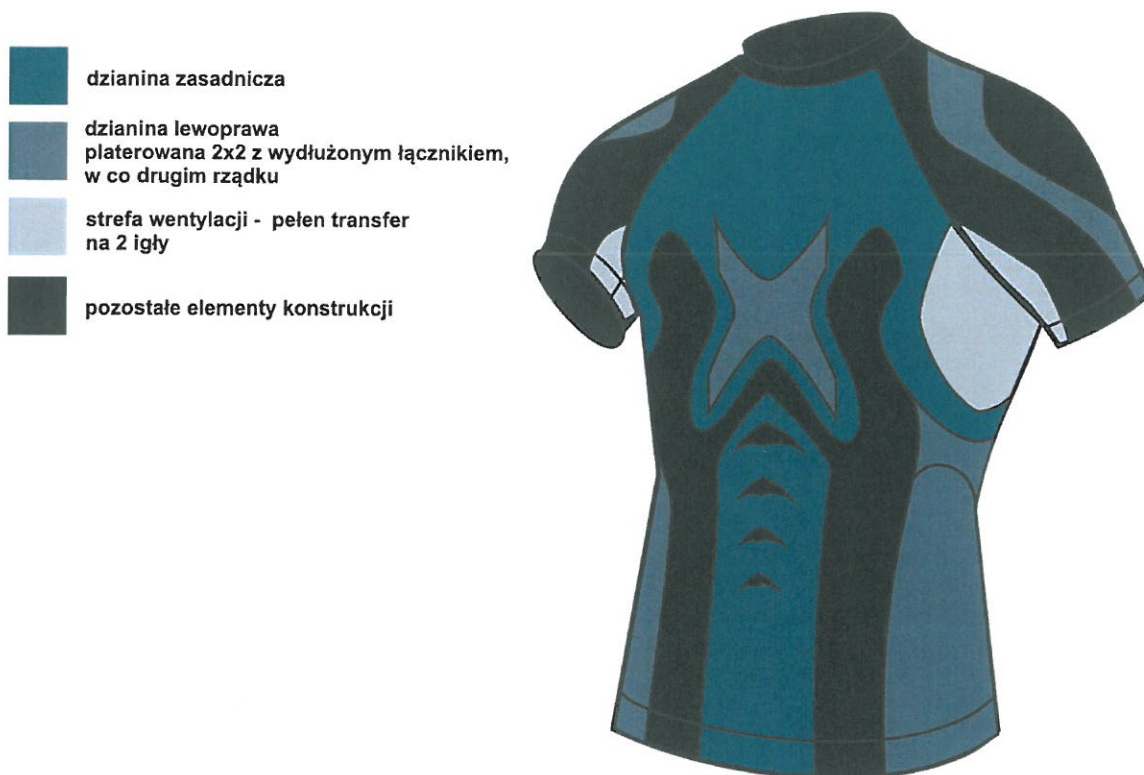 dzianina zasadnicza
dzianina lewoprawa
platerowana 2x2 z wydłużonym łącznikiem,
w co drugim rządku
strefa wentylacji - pełen transfer
na 2 igły
pozostałe elementy konstrukcji